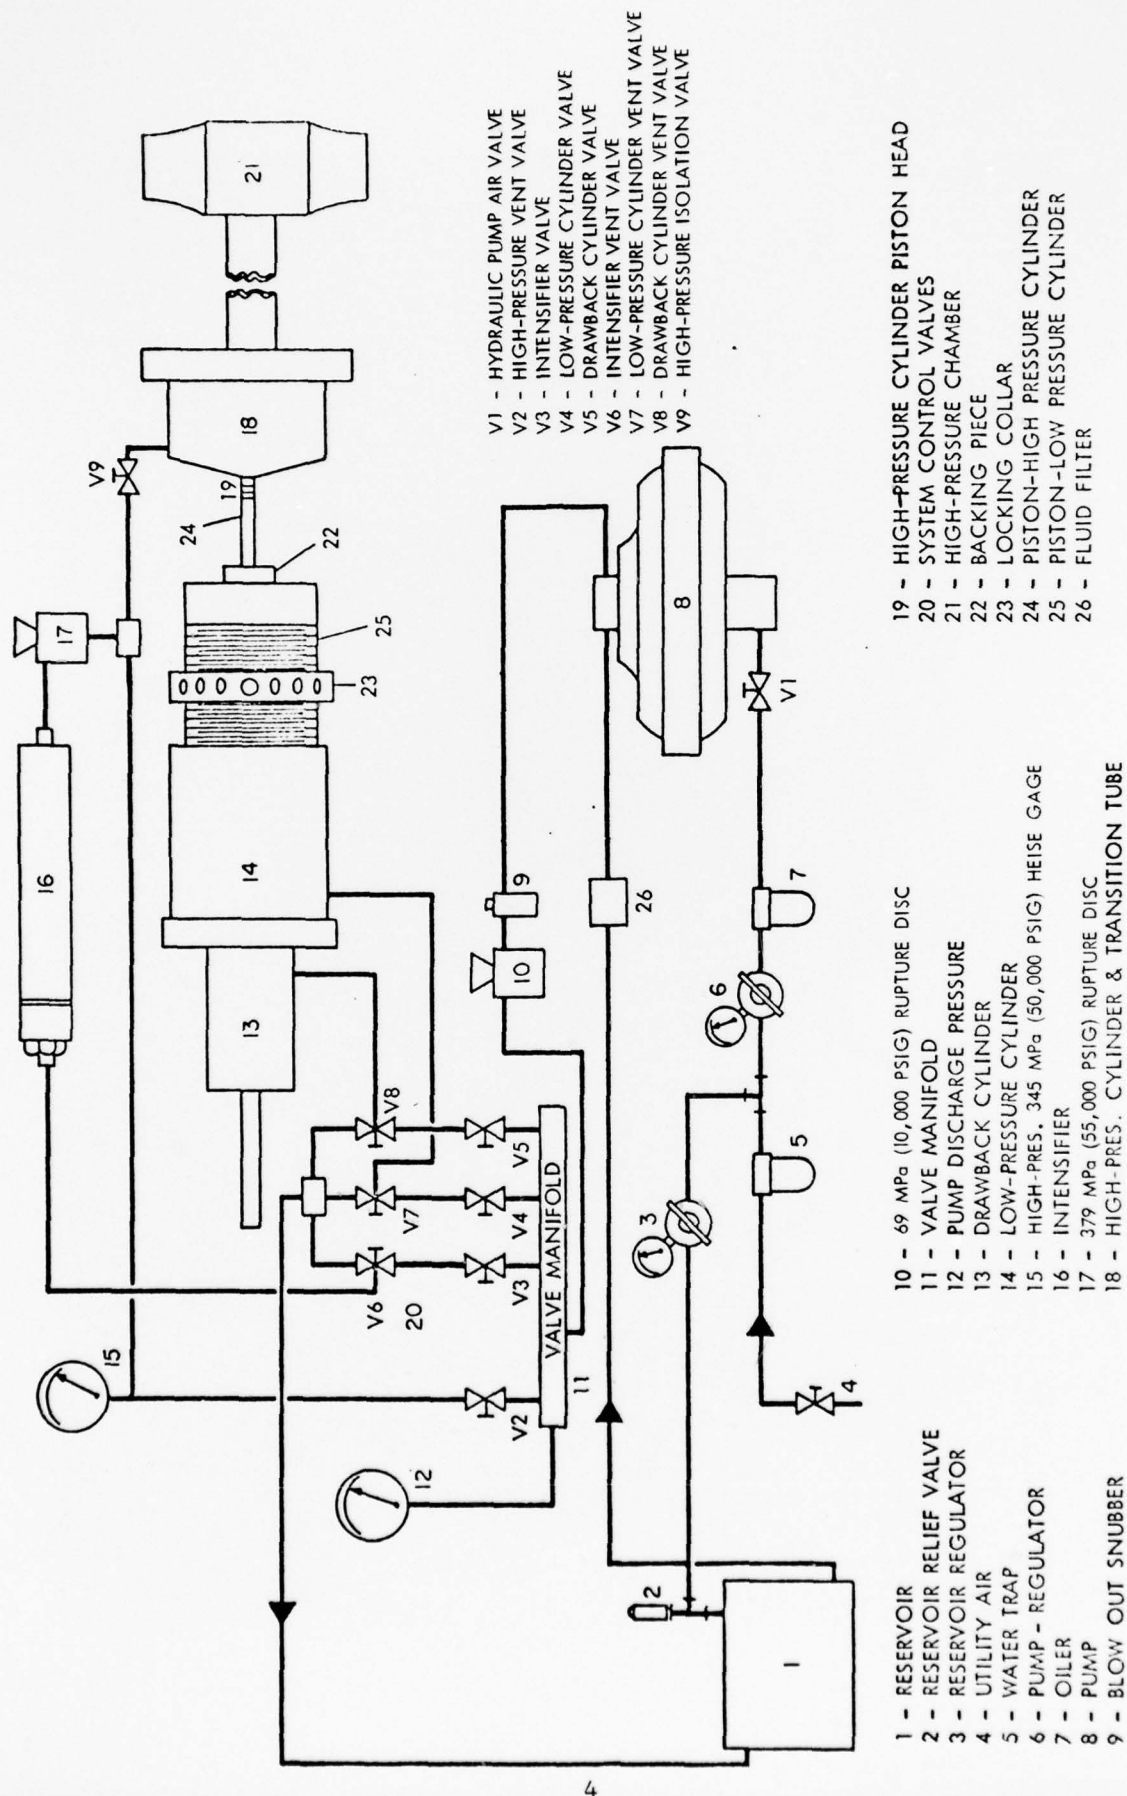 21
V9
18
19
24
22
17
25
23
16
14
13
15
V8
V7
V6
20
V5
V4
V3
V2
VALVE MANIFOLD
11
12
9
10
26
8
V1
7
6
5
3
4
2
1
V1 - HYDRAULIC PUMP AIR VALVE
V2 - HIGH-PRESSURE VENT VALVE
V3 - INTENSIFIER VALVE
V4 - LOW-PRESSURE CYLINDER VALVE
V5 - DRAWBACK CYLINDER VALVE
V6 - INTENSIFIER VENT VALVE
V7 - LOW-PRESSURE CYLINDER VENT VALVE
V8 - DRAWBACK CYLINDER VENT VALVE
V9 - HIGH-PRESSURE ISOLATION VALVE
1 - RESERVOIR
2 - RESERVOIR RELIEF VALVE
3 - RESERVOIR REGULATOR
4 - UTILITY AIR
5 - WATER TRAP
6 - PUMP - REGULATOR
7 - OILER
8 - PUMP
9 - BLOW OUT SNUBBER
10 - 69 MPa (10,000 PSIG) RUPTURE DISC
11 - VALVE MANIFOLD
12 - PUMP DISCHARGE PRESSURE
13 - DRAWBACK CYLINDER
14 - LOW-PRESSURE CYLINDER
15 - HIGH-PRES. 345 MPa (50,000 PSIG) HEISE GAGE
16 - INTENSIFIER
17 - 379 MPa (55,000 PSIG) RUPTURE DISC
18 - HIGH-PRES. CYLINDER & TRANSITION TUBE
19 - HIGH-PRESSURE CYLINDER PISTON HEAD
20 - SYSTEM CONTROL VALVES
21 - HIGH-PRESSURE CHAMBER
22 - BACKING PIECE
23 - LOCKING COLLAR
24 - PISTON-HIGH PRESSURE CYLINDER
25 - PISTON-LOW PRESSURE CYLINDER
26 - FLUID FILTER
4